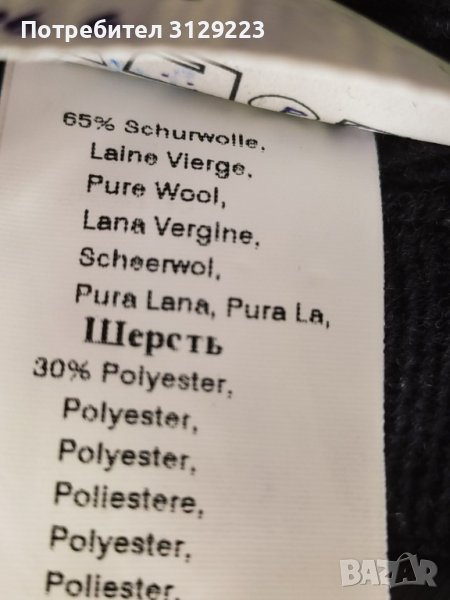 Потребител 3129223
65% Schurwolle,
Laine Vierge,
Pure Wool,
Lana Vergine,
Scheerwol,
Pura Lana, Pura La,
Шерсть
30% Polyester,
Polyester,
Polyester,
Poliestere,
Polyester,
Poliester,
BAZAR